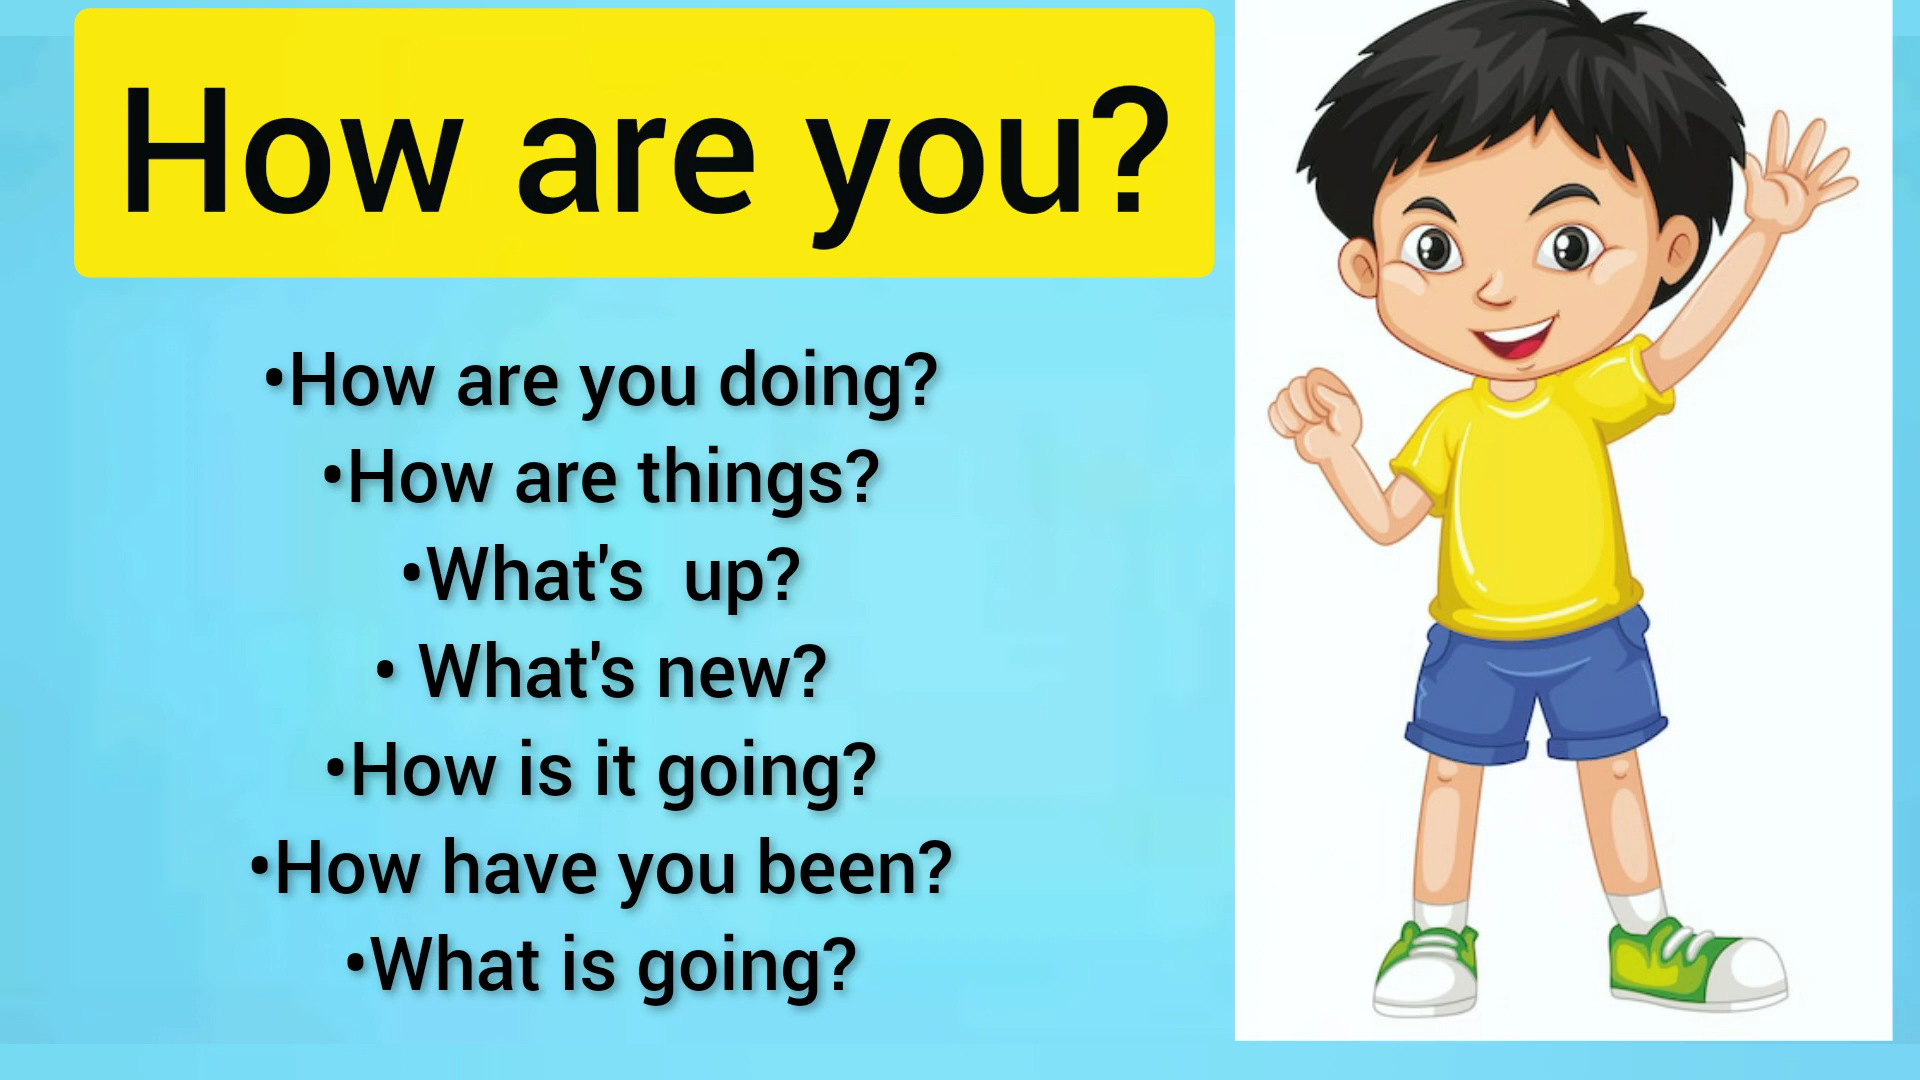 How are you?
•How are you doing?
•How are things?
•What's  up?
• What's new?
•How is it going?
•How have you been?
•What is going?